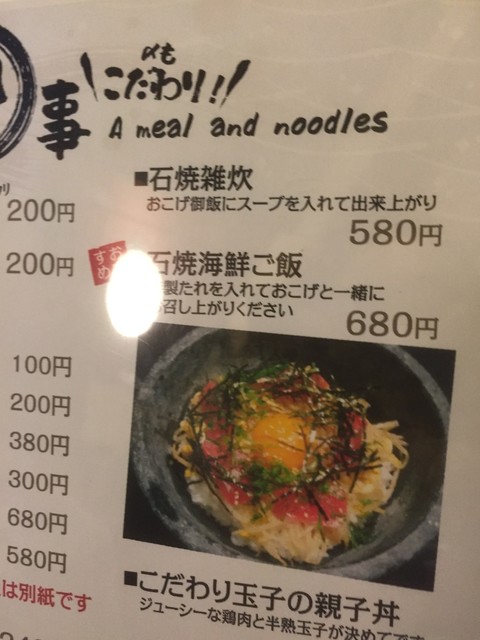 〆もこだわり!!
事
A meal and noodles
■石焼雑炊
おこげ御飯にスープを入れて出来上がり
580円
石焼海鮮ご飯
製たれを入れておこげと一緒に
召し上がりください
680円
■こだわり玉子の親子丼
ジューシーな鶏肉と半熟玉子が決めて
200円
200円
おす
め
100円
200円
380円
300円
680円
580円
は別紙です